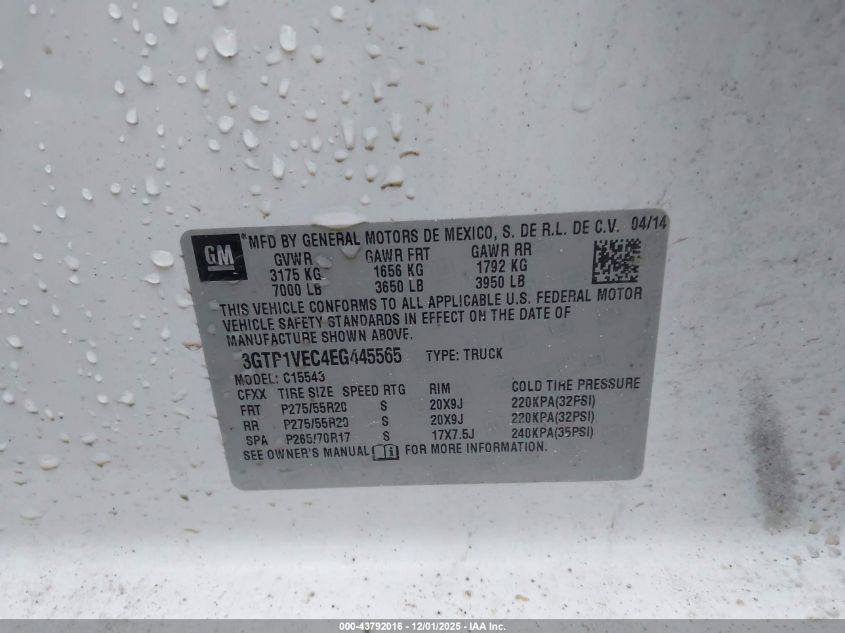 GM MFD BY GENERAL MOTORS DE MEXICO, S. DE R.L. DE C.V. 04/14
GVWR GAWR FRT GAWR RR
3175 KG 1656 KG 1792 KG
7000 LB 3650 LB 3950 LB
THIS VEHICLE CONFORMS TO ALL APPLICABLE U.S. FEDERAL MOTOR
VEHICLE SAFETY STANDARDS IN EFFECT ON THE DATE OF
MANUFACTURE SHOWN ABOVE.
3GTP1VEC4EG445565 TYPE: TRUCK
MODEL: C15543
CFXX TIRE SIZE SPEED RTG RIM COLD TIRE PRESSURE
FRT P275/55R20 S 20X9J 220KPA(32PSI)
RR P275/55R20 S 20X9J 220KPA(32PSI)
SPA P265/70R17 S 17X7.5J 240KPA(35PSI)
SEE OWNER'S MANUAL FOR MORE INFORMATION.
000-43792016 - 12/01/2025 - IAA Inc.